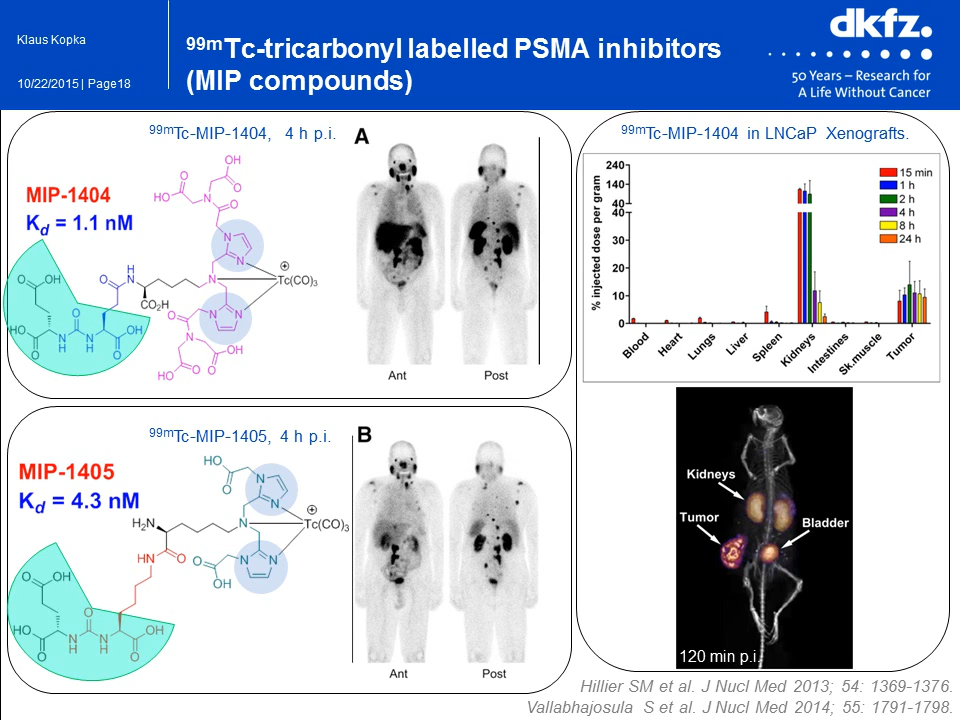 Klaus Kopka
10/22/2015 | Page18
99mTc-tricarbonyl labelled PSMA inhibitors
(MIP compounds)
dkfz.
50 Years – Research for
A Life Without Cancer
99mTc-MIP-1404, 4 h p.i.
A
MIP-1404
Kd = 1.1 nM
OH
OH
HO
O
O
N
O
N
N
O
OH
H
N
O
N
⊕
Tc(CO)3
CO2H
N
N
O
N
O
OH
O
HO
O
O
OH
HO
O
N
H
O
N
H
O
OH
Ant
Post
99mTc-MIP-1405, 4 h p.i.
B
MIP-1405
Kd = 4.3 nM
HO
O
N
N
H2N
N
⊕
Tc(CO)3
HN
O
O
OH
N
N
O
OH
HO
O
N
H
O
N
H
O
OH
Ant
Post
99mTc-MIP-1404 in LNCaP Xenografts.
% injected dose per gram
240
140
40
40
30
20
10
0
15 min
1 h
2 h
4 h
8 h
24 h
Blood
Heart
Lungs
Liver
Spleen
Kidneys
Intestines
Sk.muscle
Tumor
Kidneys
Tumor
Bladder
120 min p.i.
Hillier SM et al. J Nucl Med 2013; 54: 1369-1376.
Vallabhajosula S et al. J Nucl Med 2014; 55: 1791-1798.